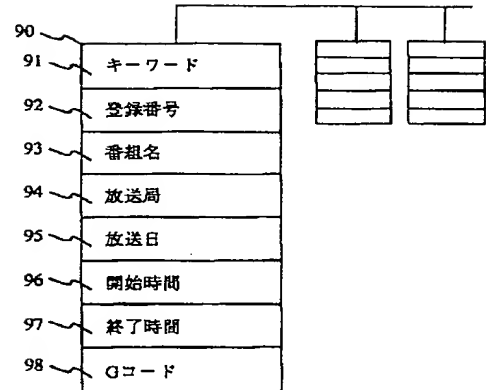 90
91 キーワード
92 登録番号
93 番組名
94 放送局
95 放送日
96 開始時間
97 終了時間
98 Gコード